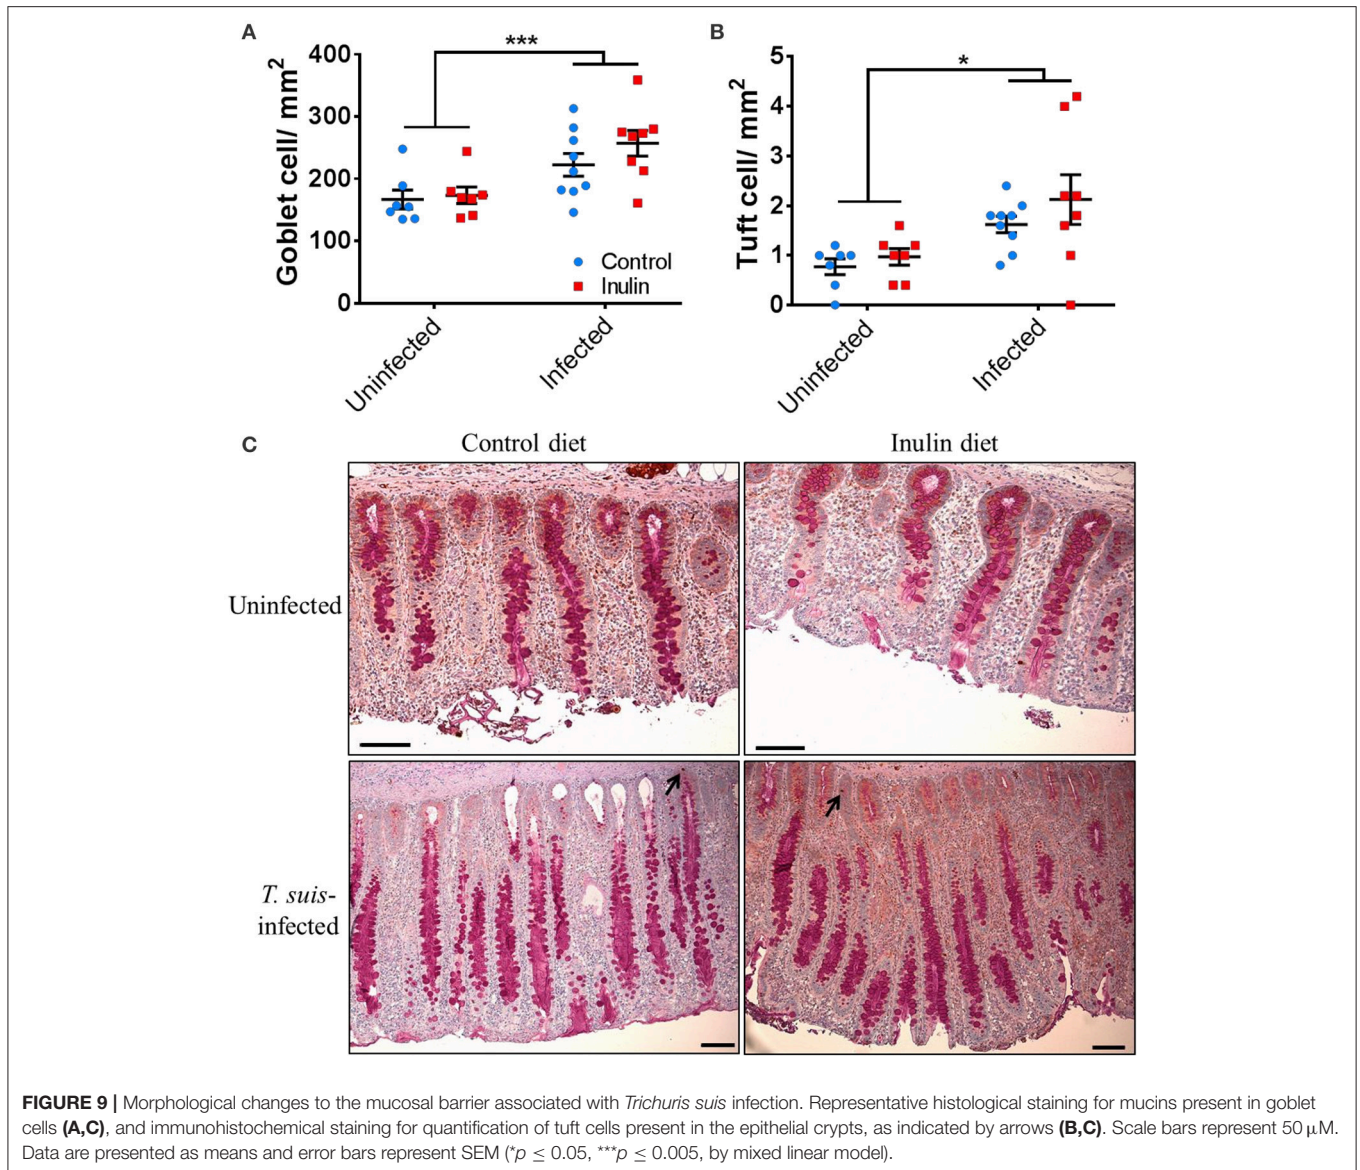 A
***
Goblet cell/ mm²
400
300
200
100
0
Control
Inulin
Uninfected
Infected
B
*
Tuft cell/ mm²
5
4
3
2
1
0
Uninfected
Infected
C
Control diet
Inulin diet
Uninfected
T. suis-
infected
FIGURE 9 | Morphological changes to the mucosal barrier associated with Trichuris suis infection. Representative histological staining for mucins present in goblet
cells (A,C), and immunohistochemical staining for quantification of tuft cells present in the epithelial crypts, as indicated by arrows (B,C). Scale bars represent 50 µM.
Data are presented as means and error bars represent SEM (*p ≤ 0.05, ***p ≤ 0.005, by mixed linear model).